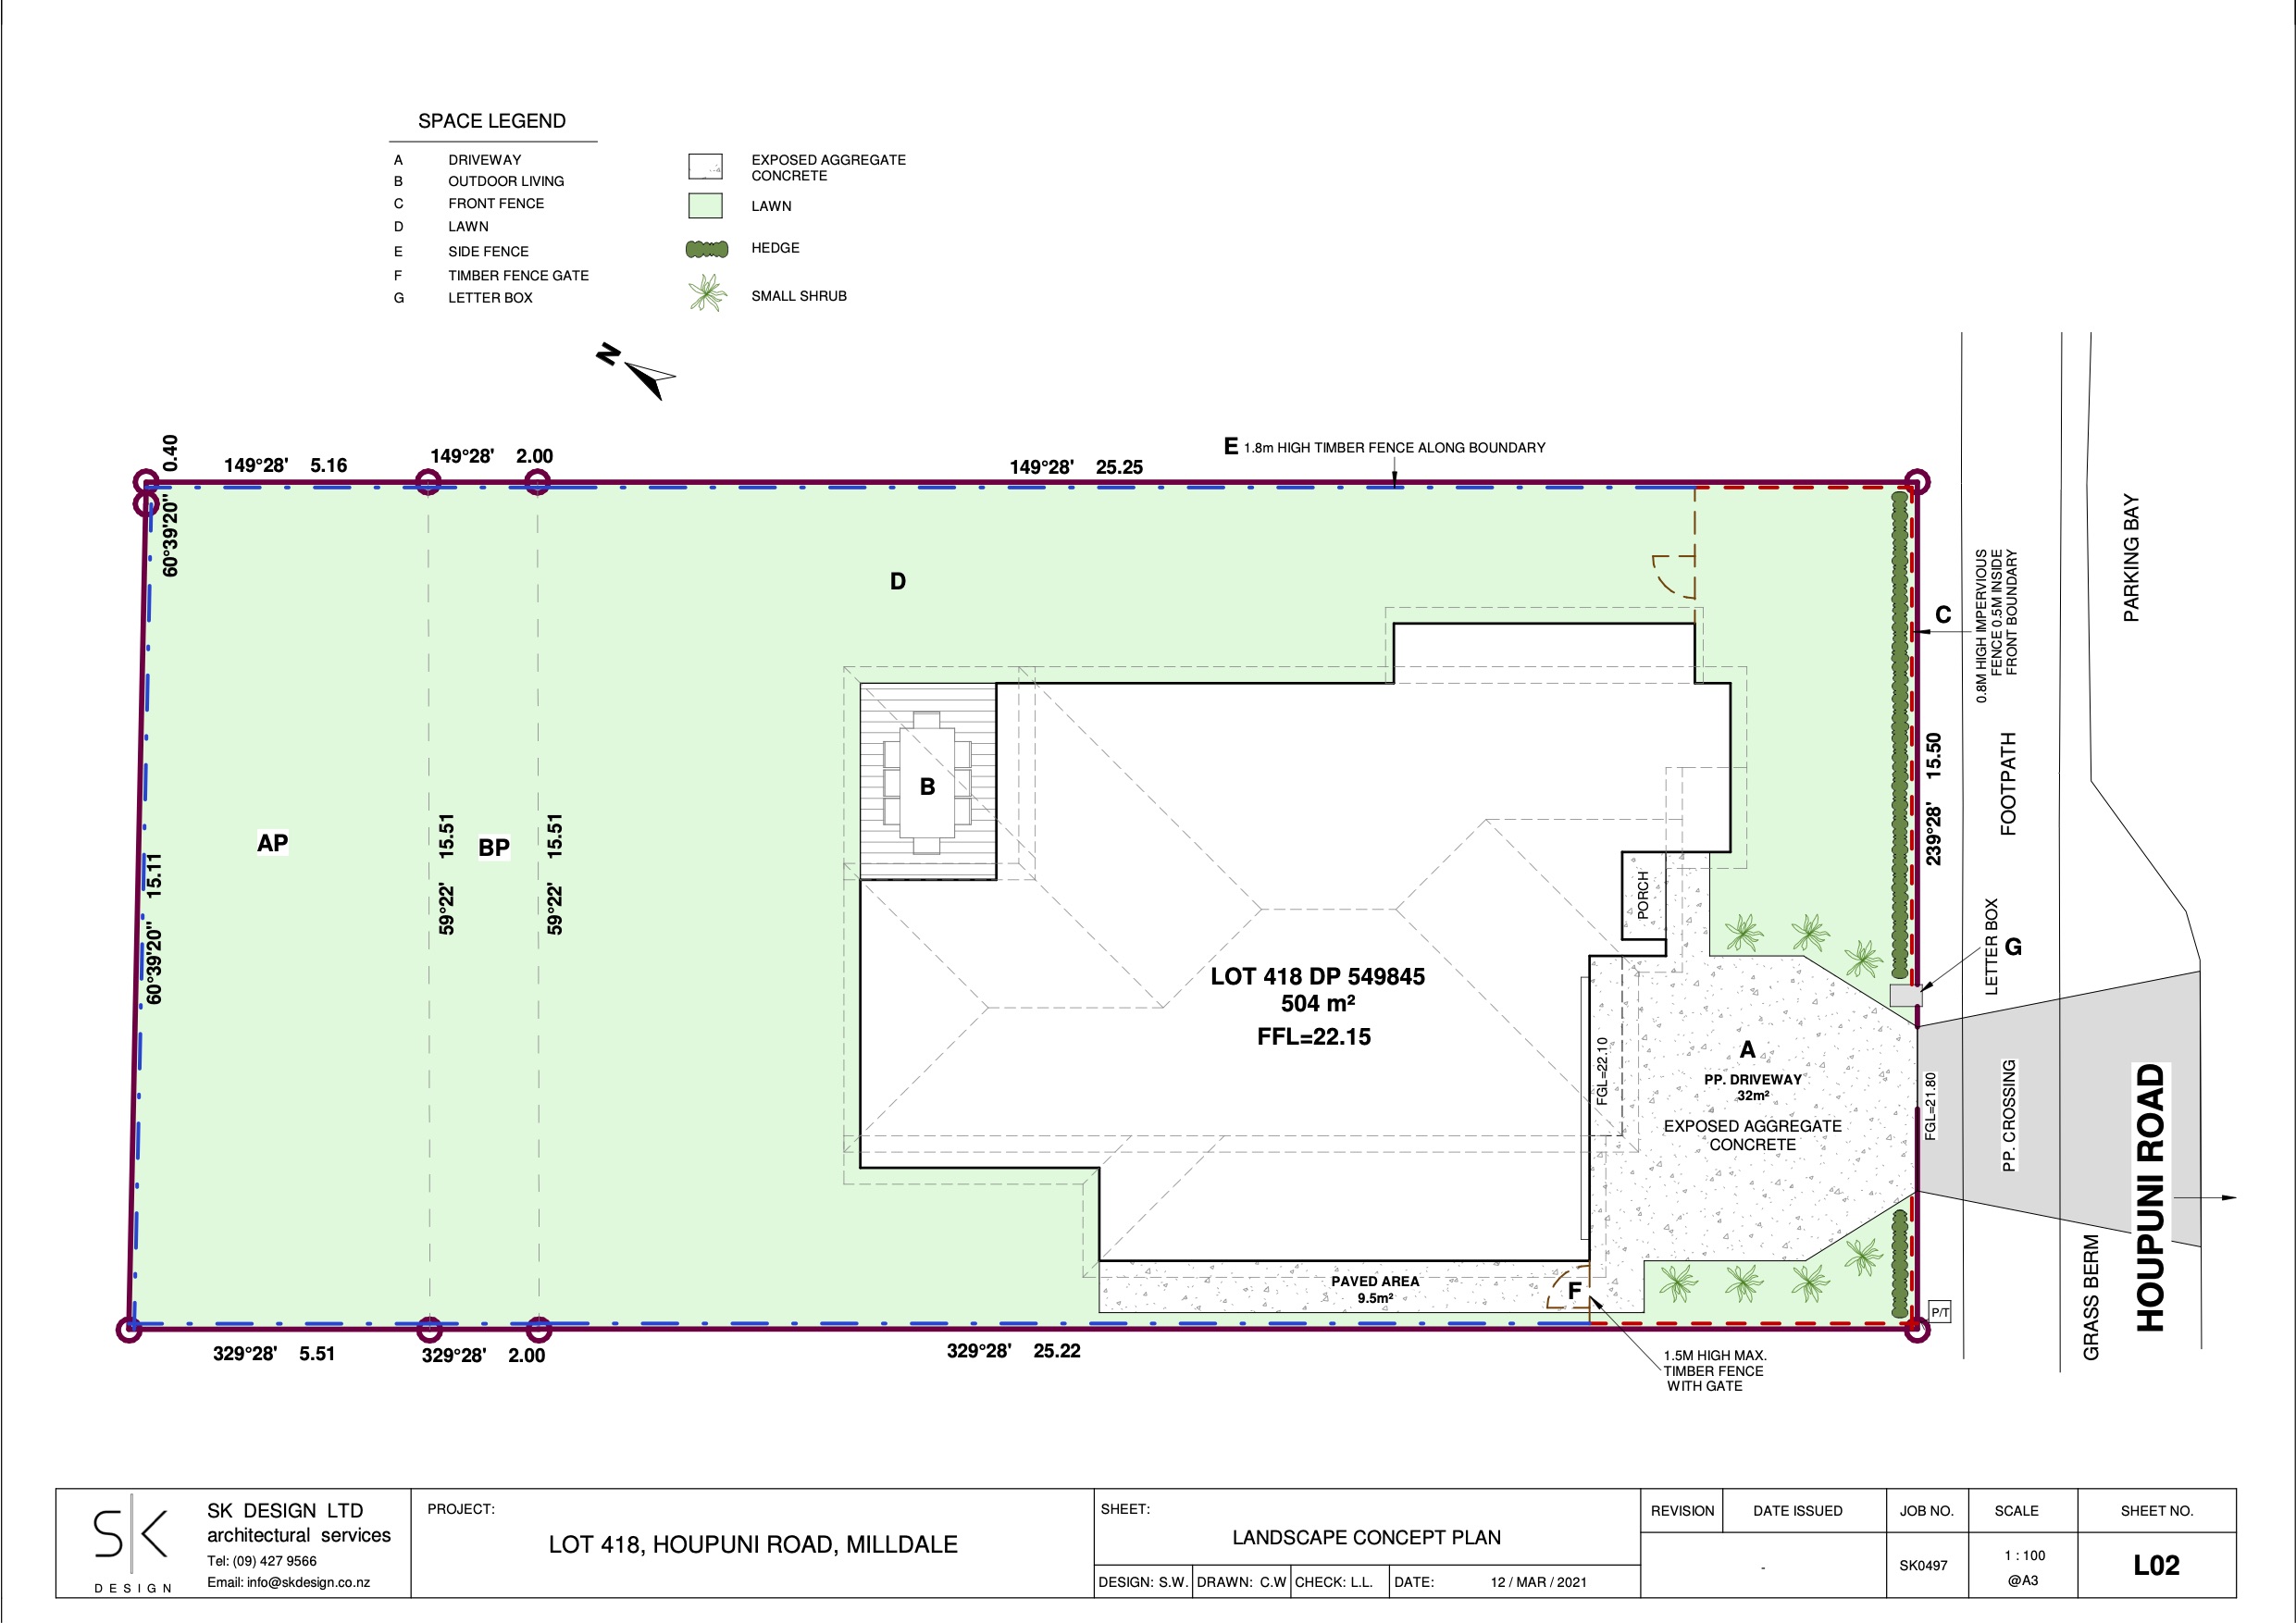 SPACE LEGEND
A DRIVEWAY
B OUTDOOR LIVING
C FRONT FENCE
D LAWN
E SIDE FENCE
F TIMBER FENCE GATE
G LETTER BOX
EXPOSED AGGREGATE
CONCRETE
LAWN
HEDGE
SMALL SHRUB
N
0.40
60°39'20"
149°28' 5.16
149°28' 2.00
149°28' 25.25
E 1.8m HIGH TIMBER FENCE ALONG BOUNDARY
D
C
0.8M HIGH IMPERVIOUS
FENCE 0.5M INSIDE
FRONT BOUNDARY
PARKING BAY
FOOTPATH
239°28' 15.50
B
AP
BP
60°39'20" 15.11
59°22' 15.51
59°22' 15.51
PORCH
LETTER BOX
G
LOT 418 DP 549845
504 m²
FFL=22.15
FGL=22.10
A
PP. DRIVEWAY
32m²
EXPOSED AGGREGATE
CONCRETE
FGL=21.80
PP. CROSSING
HOUPUNI ROAD
GRASS BERM
P/T
PAVED AREA
9.5m²
F
1.5M HIGH MAX.
TIMBER FENCE
WITH GATE
329°28' 5.51
329°28' 2.00
329°28' 25.22
SK
DESIGN
SK DESIGN LTD
architectural services
Tel: (09) 427 9566
Email: info@skdesign.co.nz
PROJECT:
LOT 418, HOUPUNI ROAD, MILLDALE
SHEET:
LANDSCAPE CONCEPT PLAN
DESIGN: S.W. DRAWN: C.W CHECK: L.L. DATE: 12 / MAR / 2021
REVISION
DATE ISSUED
-
JOB NO.
SK0497
SCALE
1 : 100
@A3
SHEET NO.
L02